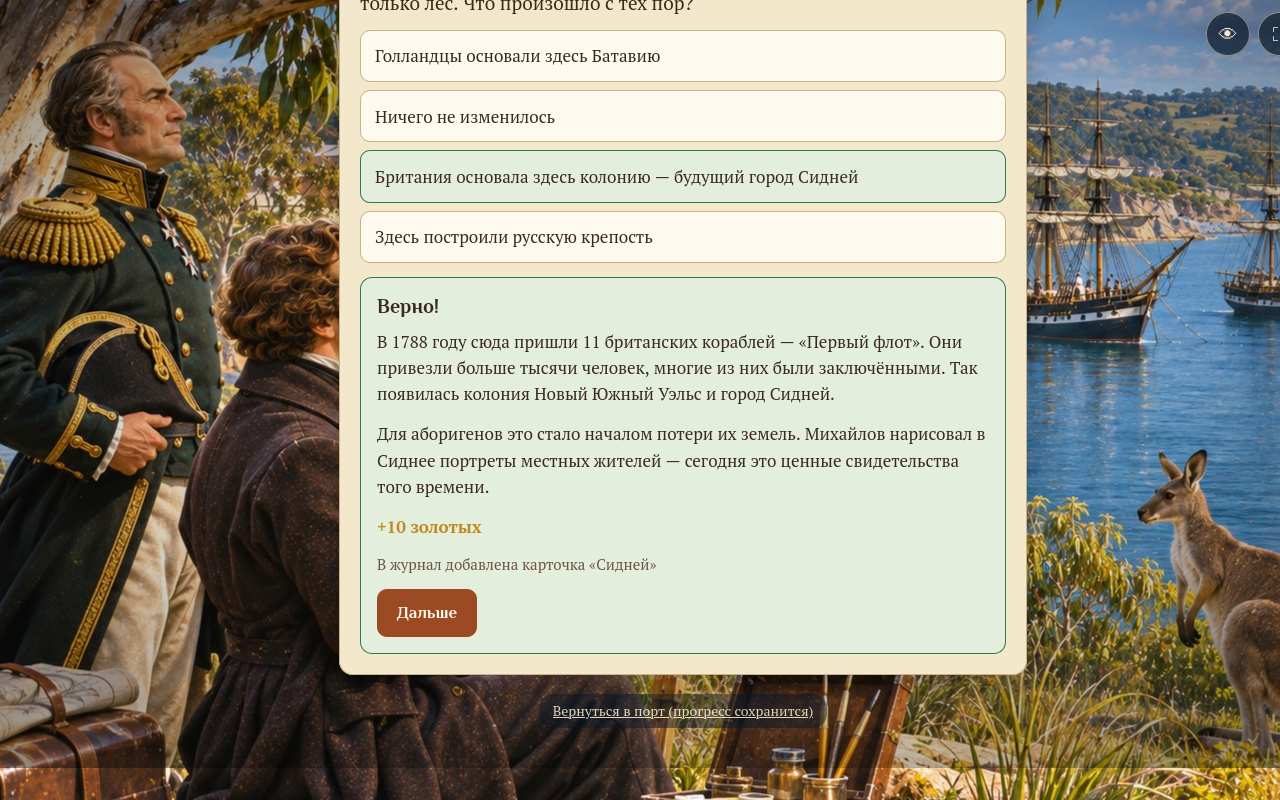 только лес. Что произошло с тех пор?
Голландцы основали здесь Батавию
Ничего не изменилось
Британия основала здесь колонию — будущий город Сидней
Здесь построили русскую крепость
Верно!
В 1788 году сюда пришли 11 британских кораблей — «Первый флот». Они
привезли больше тысячи человек, многие из них были заключёнными. Так
появилась колония Новый Южный Уэльс и город Сидней.
Для аборигенов это стало началом потери их земель. Михайлов нарисовал в
Сиднее портреты местных жителей — сегодня это ценные свидетельства
того времени.
+10 золотых
В журнал добавлена карточка «Сидней»
Дальше
Вернуться в порт (прогресс сохранится)